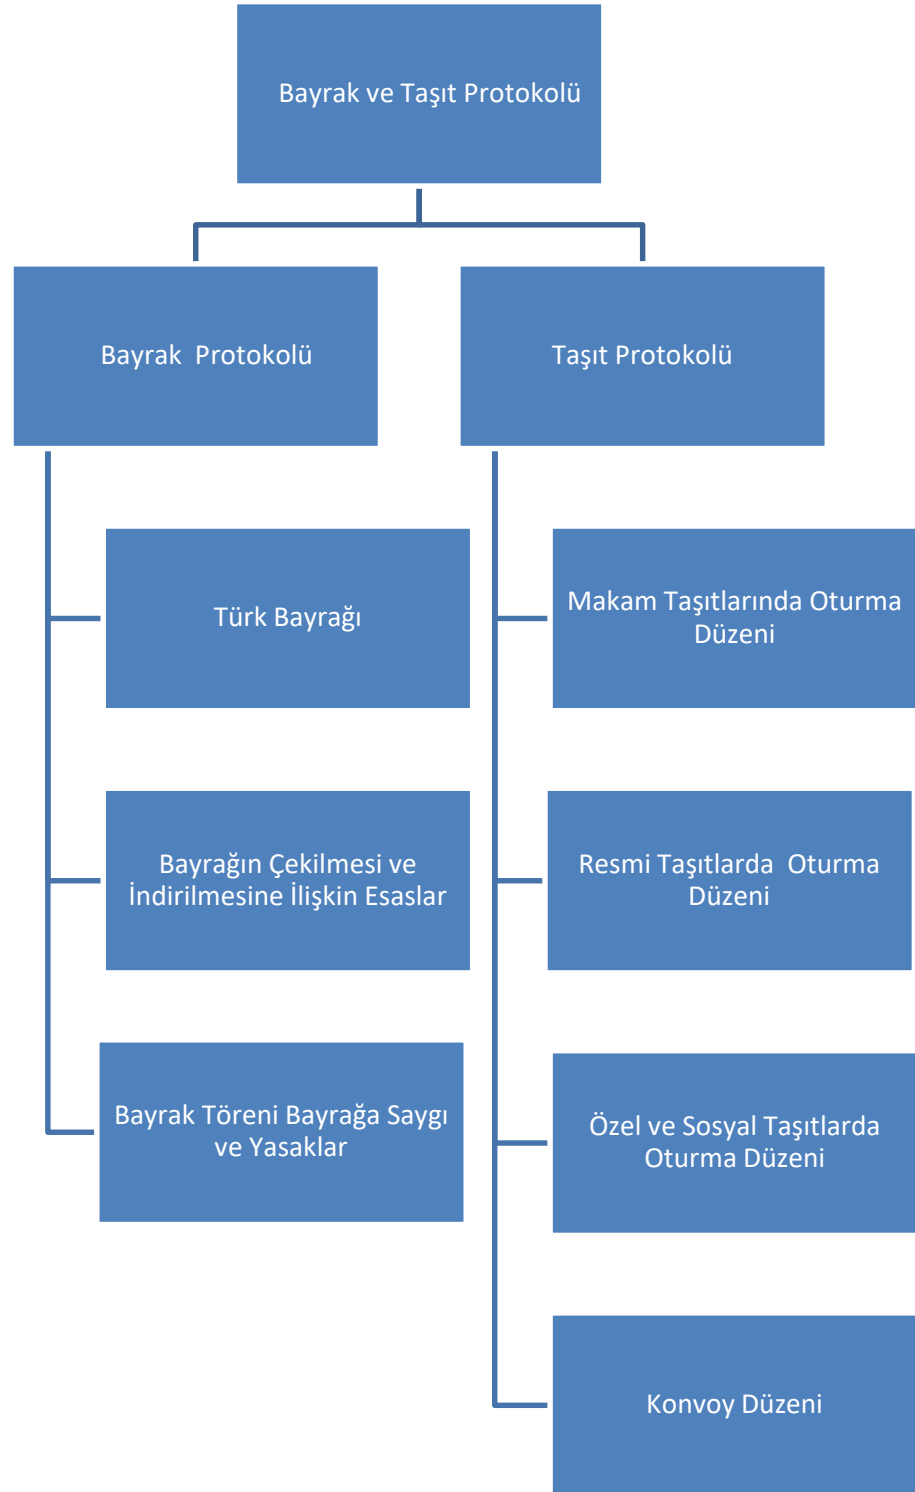 Bayrak ve Taşıt Protokolü
Bayrak Protokolü
Taşıt Protokolü
Türk Bayrağı
Bayrağın Çekilmesi ve
İndirilmesine İlişkin Esaslar
Bayrak Töreni Bayrağa Saygı
ve Yasaklar
Makam Taşıtlarında Oturma
Düzeni
Resmi Taşıtlarda Oturma
Düzeni
Özel ve Sosyal Taşıtlarda
Oturma Düzeni
Konvoy Düzeni